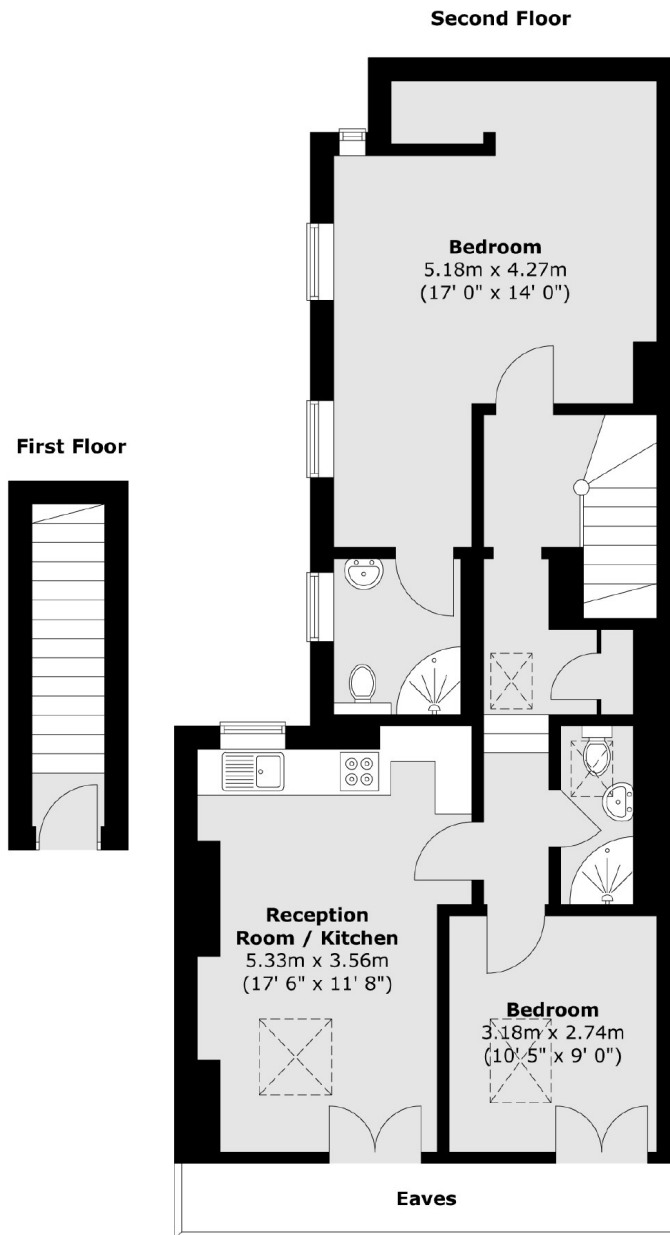 Second Floor
Bedroom
5.18m x 4.27m
(17' 0" x 14' 0")
First Floor
Reception
Room / Kitchen
5.33m x 3.56m
(17' 6" x 11' 8")
Bedroom
3.18m x 2.74m
(10' 5" x 9' 0")
Eaves